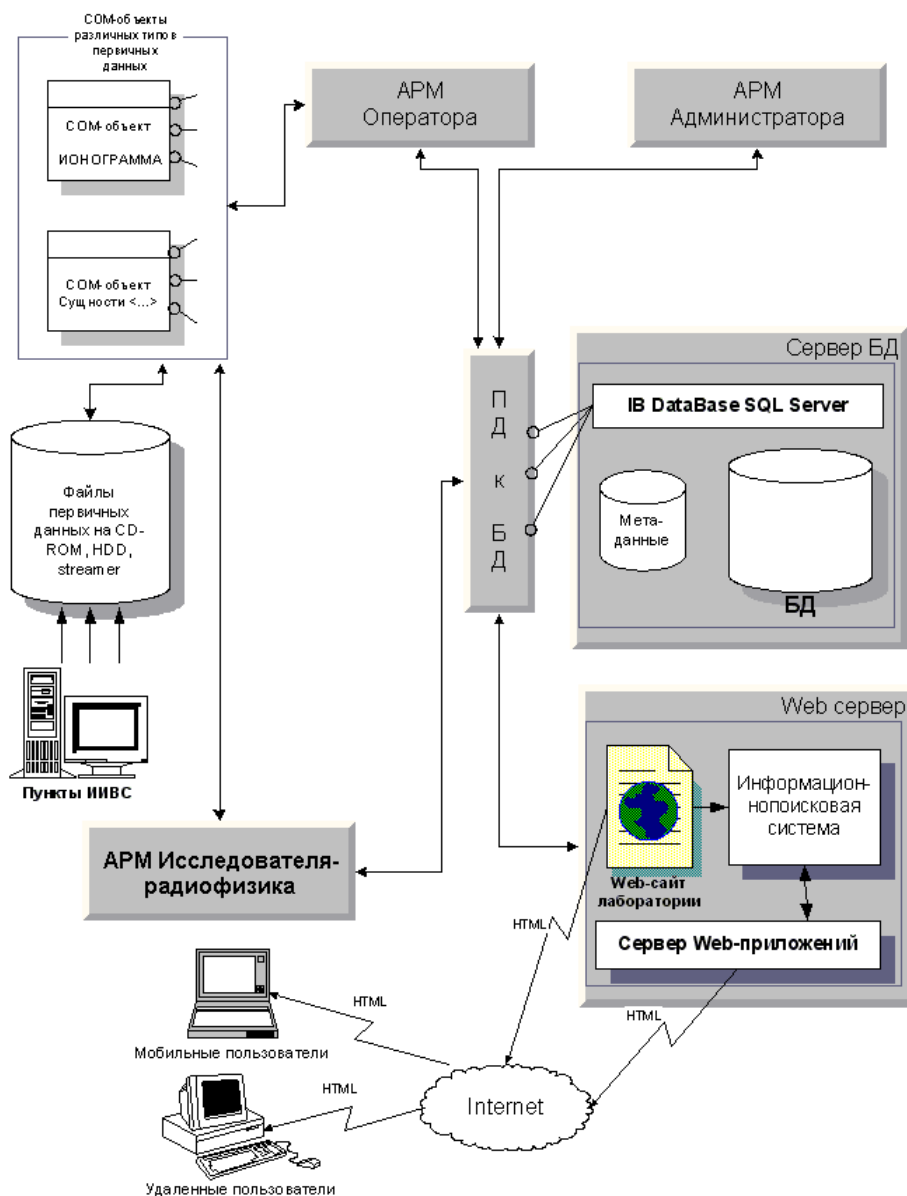 COM-объекты
различных типов
первичных
данных
COM-объект
ИОНОГРАММА
COM-объект
Сущности <...>
АРМ
Оператора
АРМ
Администратора
П
Д
к
Б
Д
Сервер БД
IB DataBase SQL Server
Мета-
данные
БД
Файлы
первичных
данных на CD-
ROM, HDD,
streamer
Пункты ИИВС
АРМ Исследователя-
радиофизика
Web сервер
Информацион-
нопоисковая
система
Web-сайт
лаборатории
Сервер Web-приложений
HTML
HTML
HTML
Мобильные пользователи
HTML
Internet
Удаленные пользователи